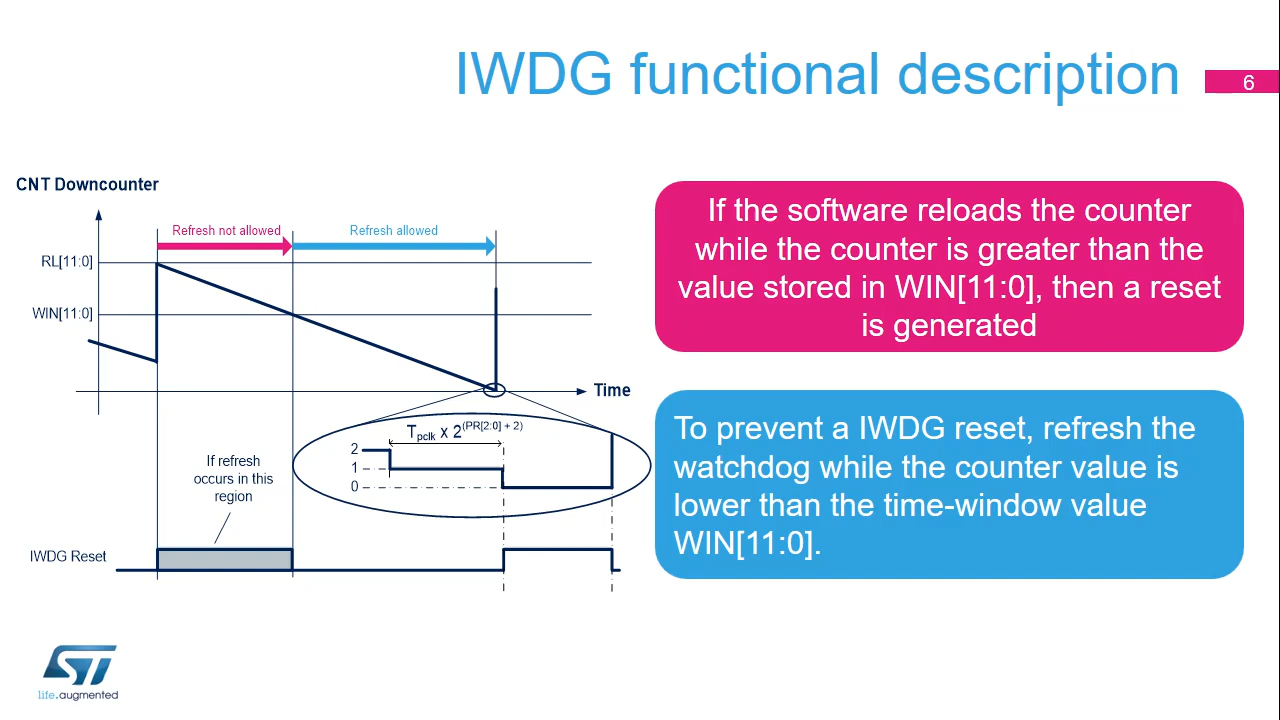 IWDG functional description
6
CNT Downcounter
Refresh not allowed
Refresh allowed
RL[11:0]
WIN[11:0]
Time
Tpclk x 2(PR[2:0] + 2)
2
1
0
If refresh
occurs in this
region
IWDG Reset
If the software reloads the counter
while the counter is greater than the
value stored in WIN[11:0], then a reset
is generated
To prevent a IWDG reset, refresh the
watchdog while the counter value is
lower than the time-window value
WIN[11:0].
ST
life.augmented